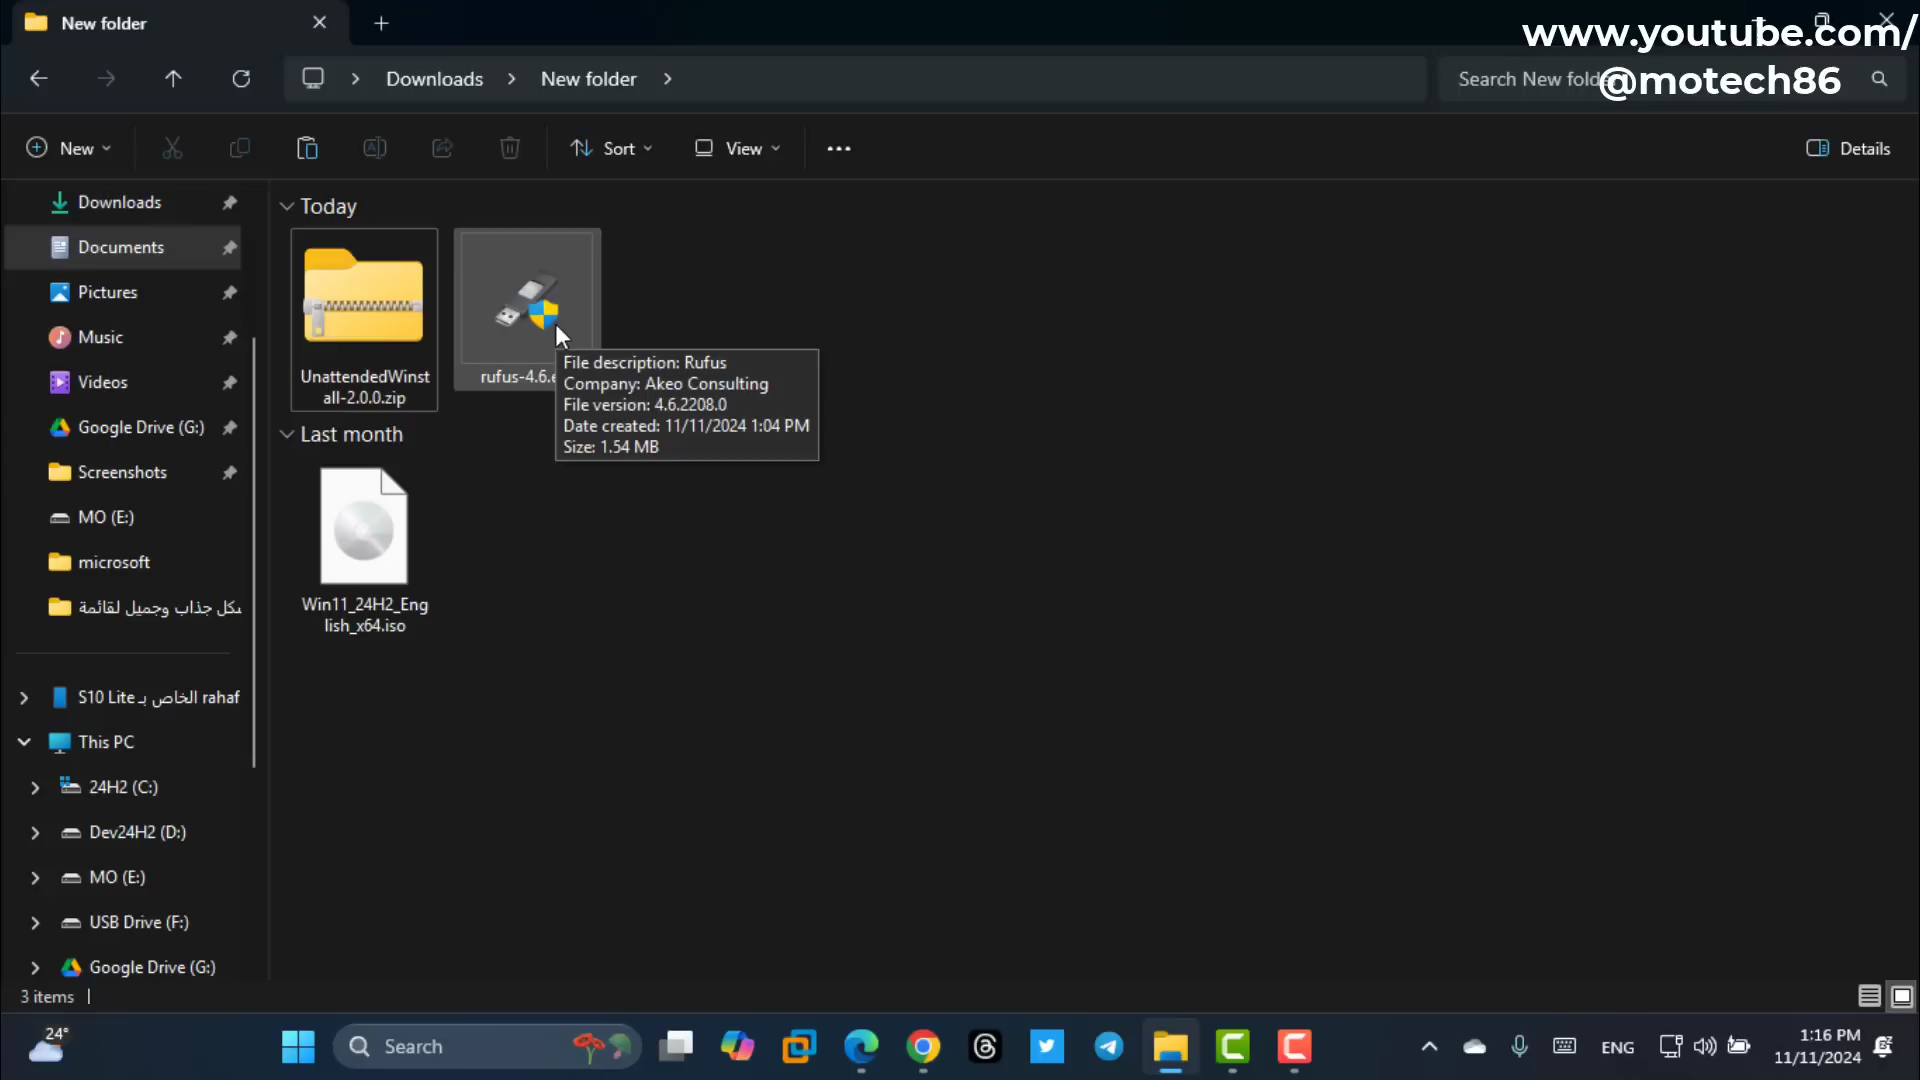 New folder
www.youtube.com/
@motech86
Downloads
New folder
Search New fold
New
Sort
View
Details
Downloads
Documents
Pictures
Music
Videos
Google Drive (G:)
Screenshots
MO (E:)
microsoft
شكل جذاب وجميل لقائمة
S10 Lite الخاص بـ rahaf
This PC
24H2 (C:)
Dev24H2 (D:)
MO (E:)
USB Drive (F:)
Google Drive (G:)
Today
UnattendedWinst
all-2.0.0.zip
rufus-4.6.e
File description: Rufus
Company: Akeo Consulting
File version: 4.6.2208.0
Date created: 11/11/2024 1:04 PM
Size: 1.54 MB
Last month
Win11_24H2_Engl
ish_x64.iso
3 items
24°
Search
ENG
1:16 PM
11/11/2024